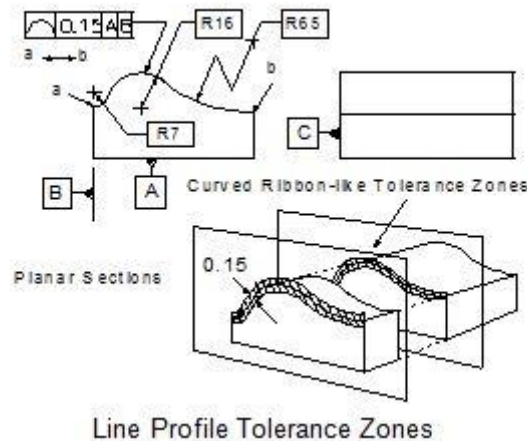 0.15 A B
R16
R65
a b
a
b
R7
C
B
A
Curved Ribbon-like Tolerance Zones
Planar Sections
0.15
Line Profile Tolerance Zones